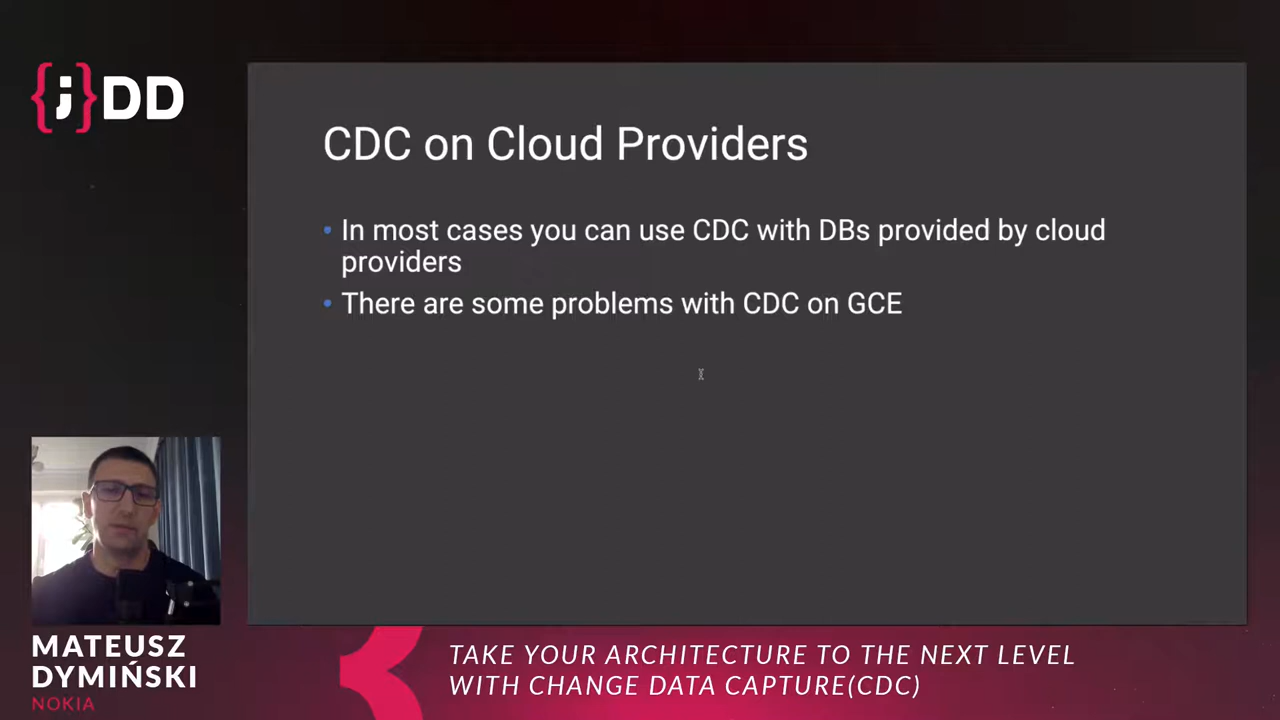 {;}DD
CDC on Cloud Providers
• In most cases you can use CDC with DBs provided by cloud
providers
• There are some problems with CDC on GCE
MATEUSZ
DYMIŃSKI
NOKIA
TAKE YOUR ARCHITECTURE TO THE NEXT LEVEL
WITH CHANGE DATA CAPTURE(CDC)